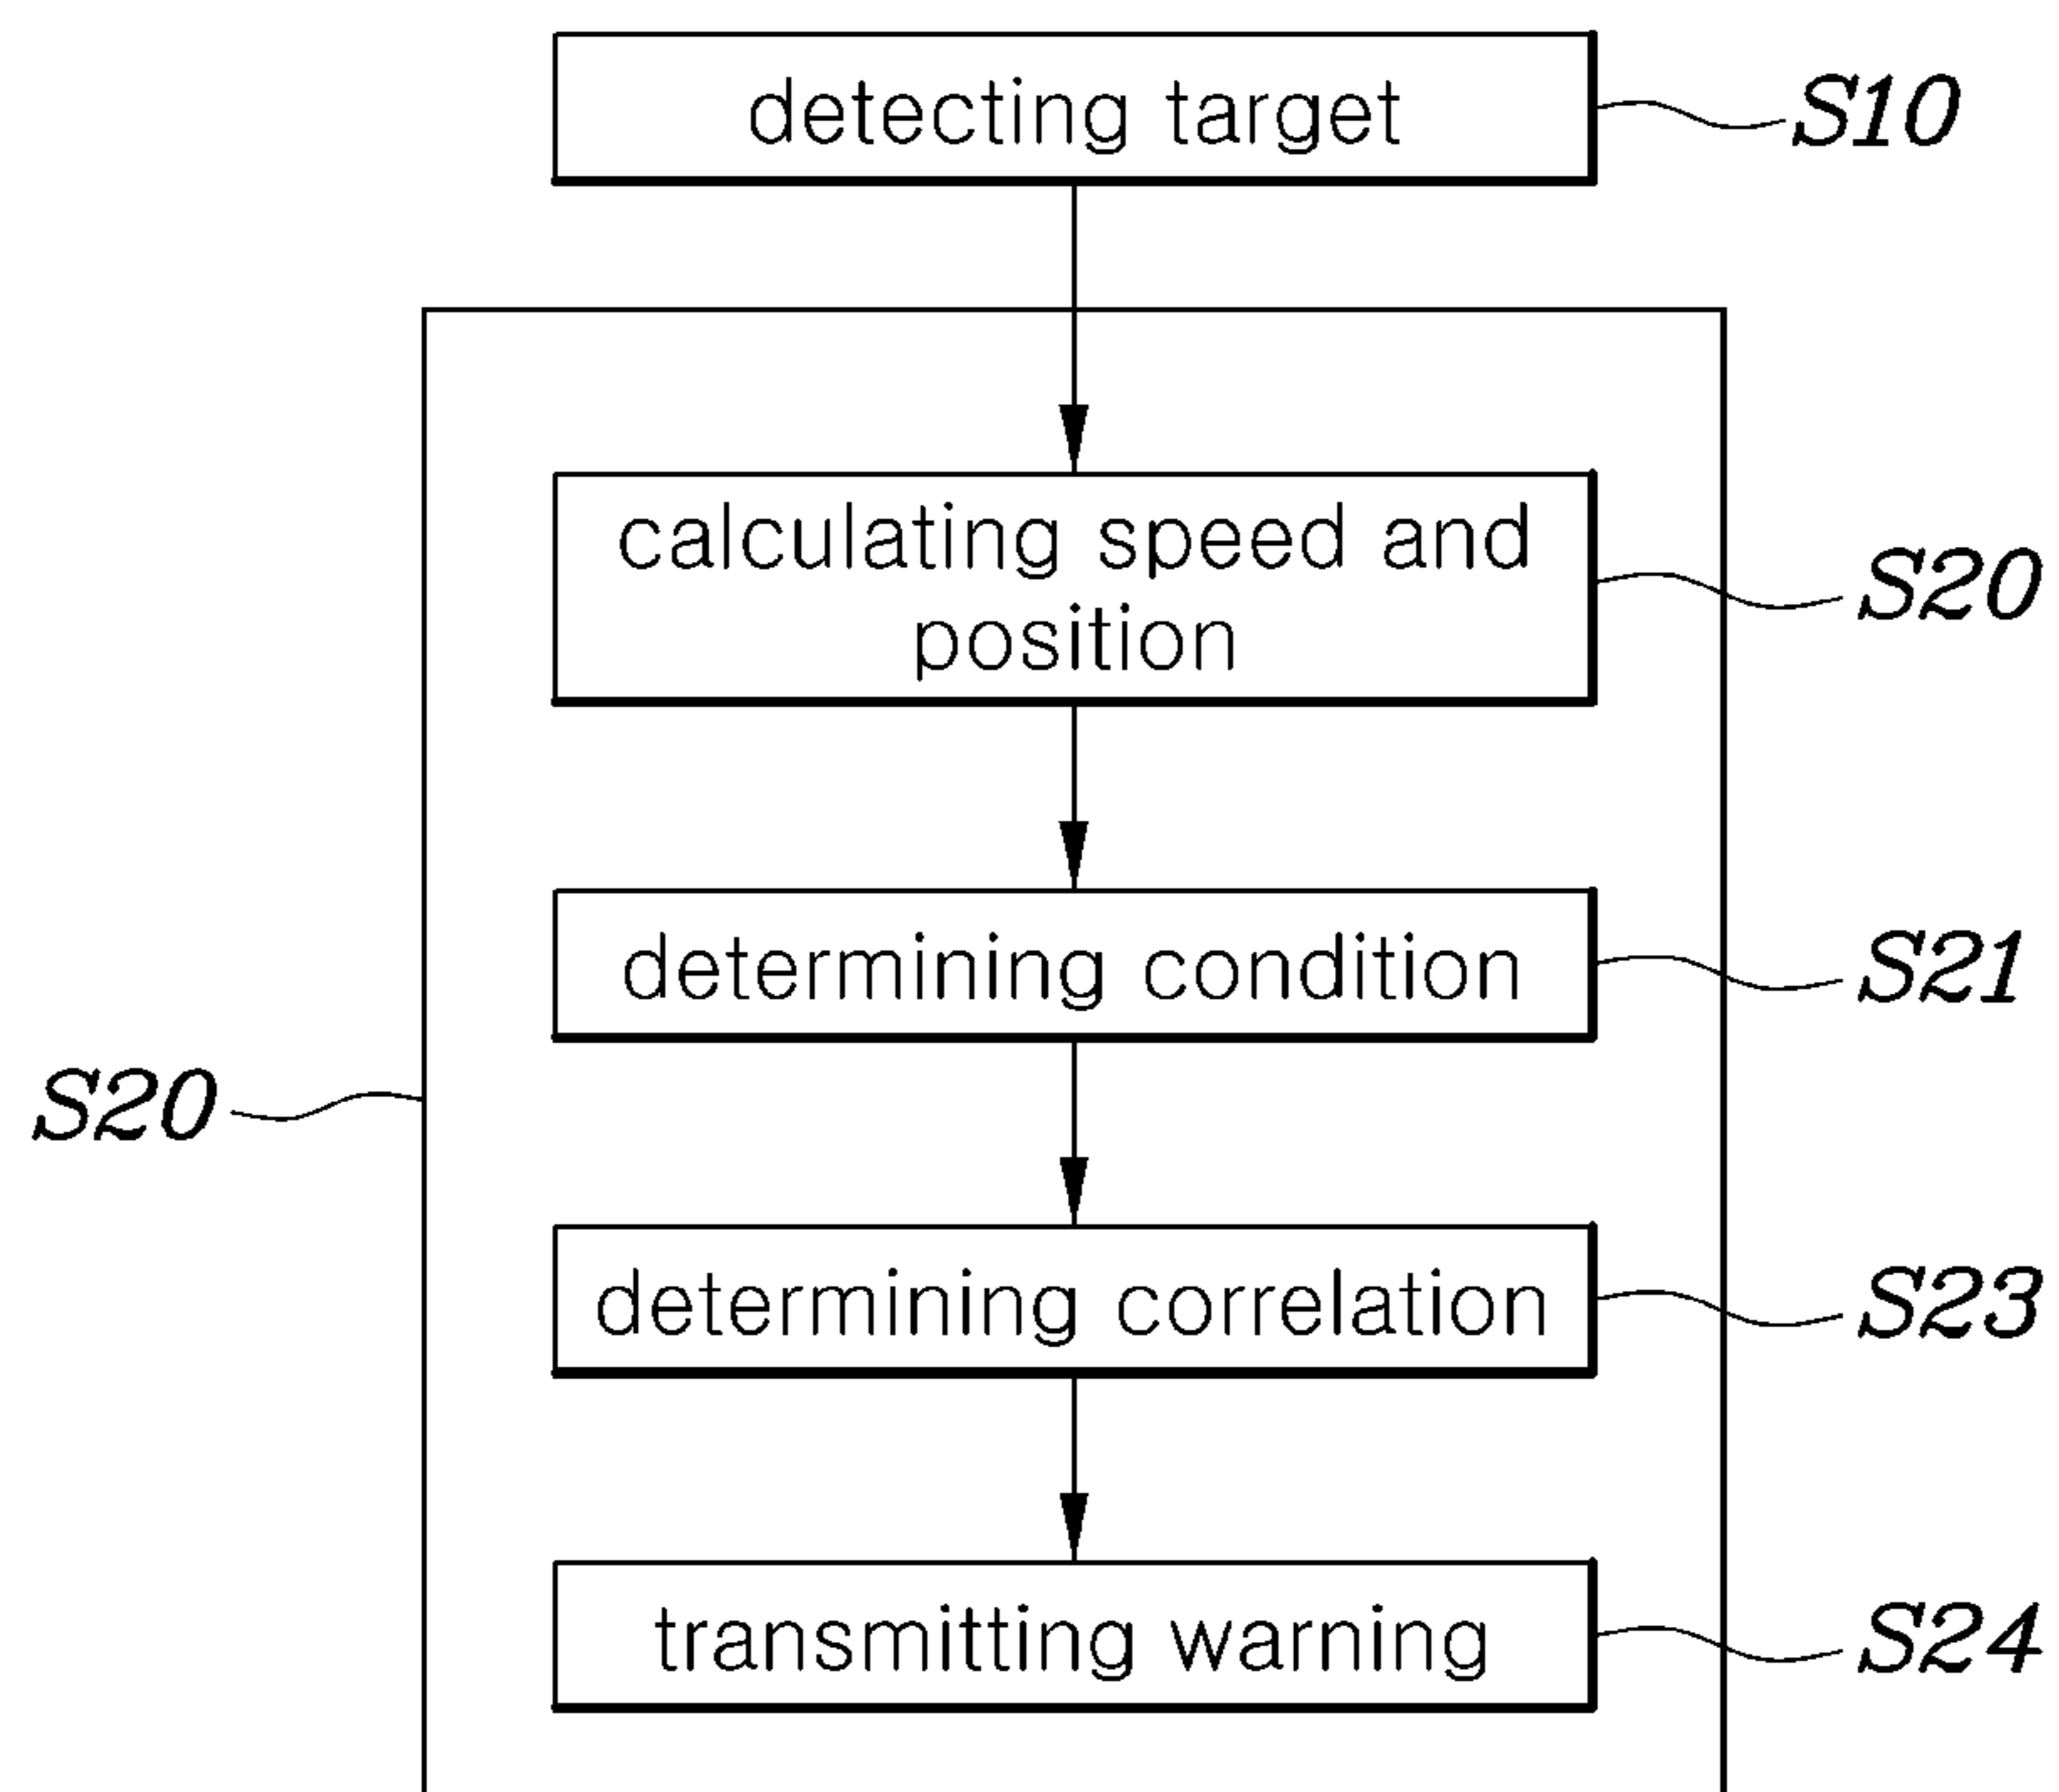 detecting target
S10
calculating speed and
position
S20
determining condition
S21
S20
determining correlation
S23
transmitting warning
S24